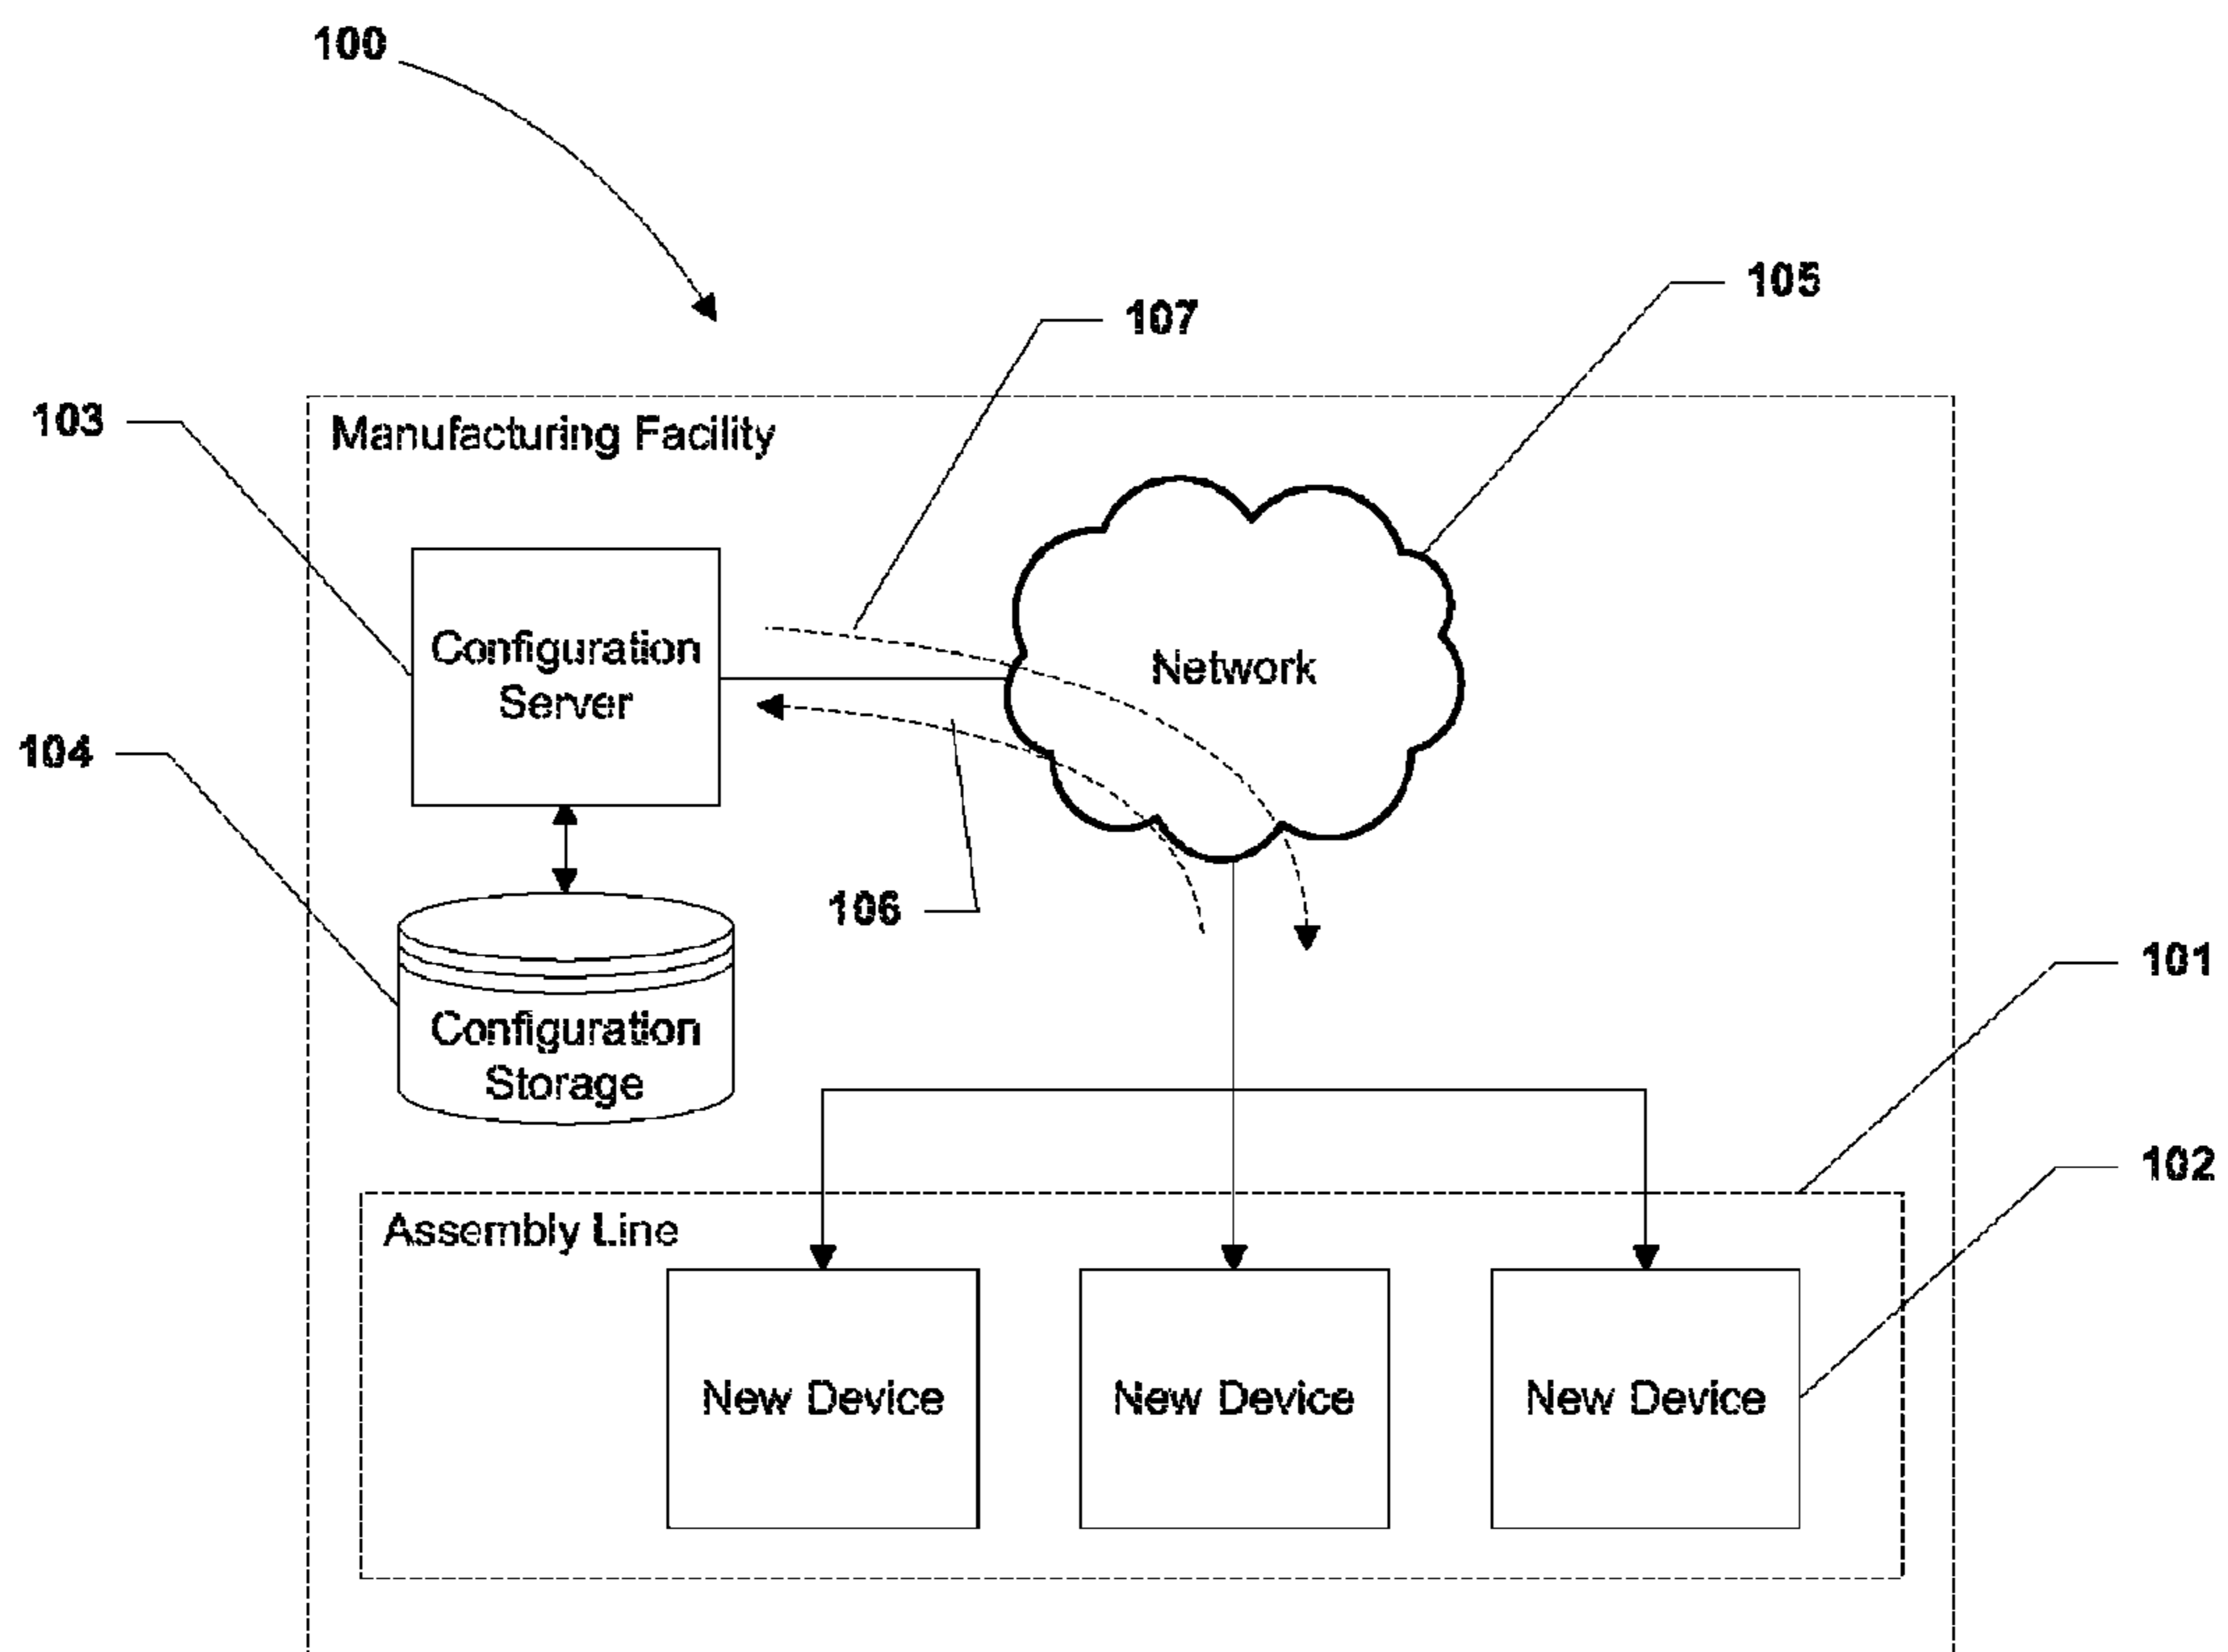 100
105
107
103
Manufacturing Facility
Configuration
Server
Network
104
106
Configuration
Storage
101
102
Assembly Line
New Device
New Device
New Device